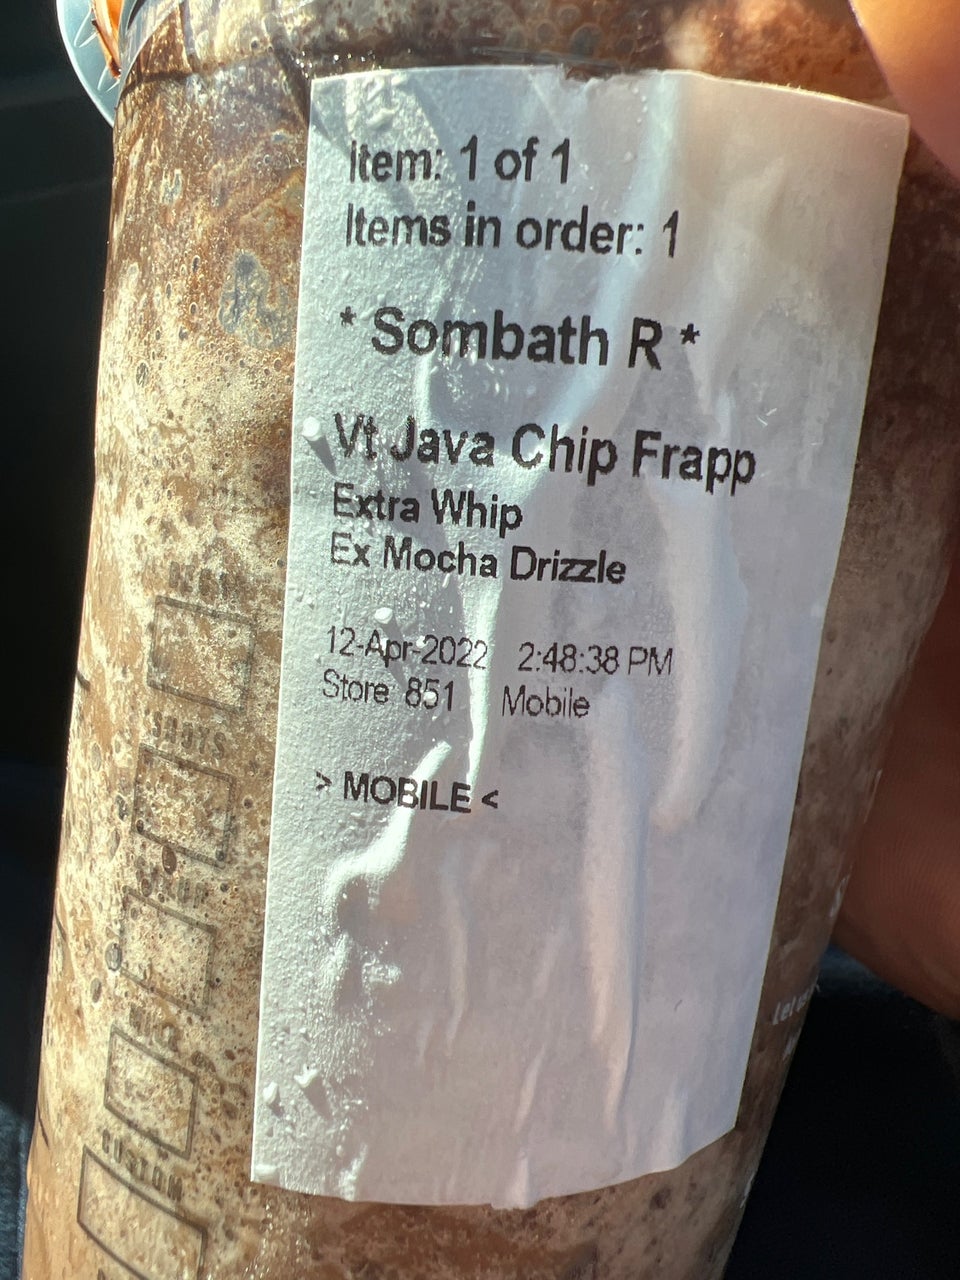 Item: 1 of 1
Items in order: 1
* Sombath R *
Vt Java Chip Frapp
Extra Whip
Ex Mocha Drizzle
12-Apr-2022 2:48:38 PM
Store 851 Mobile
> MOBILE <
CUSTOM